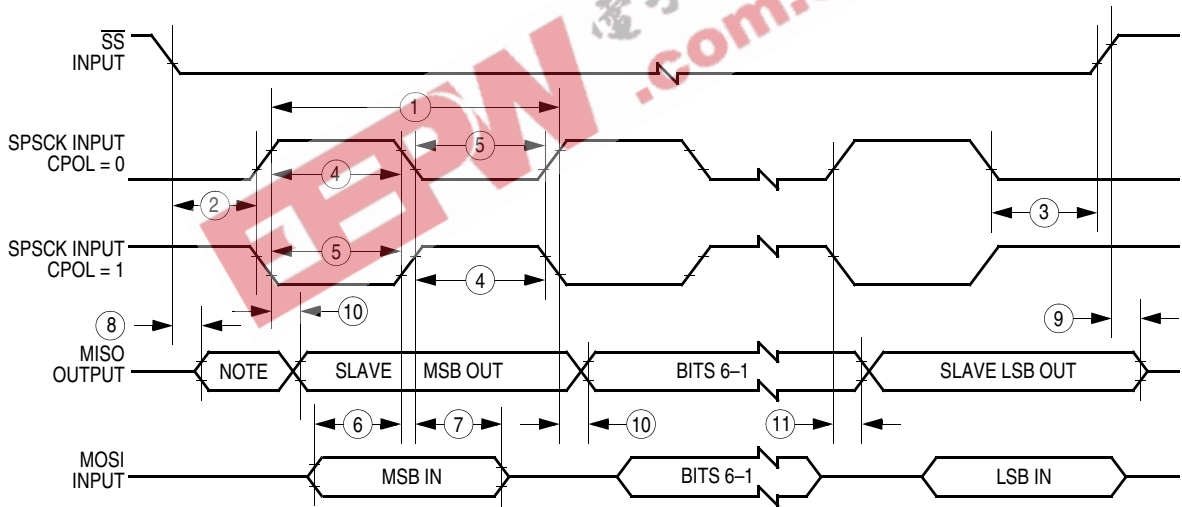 SS
INPUT
1
SPSCK INPUT
CPOL = 0
5
4
2
3
SPSCK INPUT
CPOL = 1
5
4
8
10
9
MISO
OUTPUT
NOTE
SLAVE MSB OUT
BITS 6–1
SLAVE LSB OUT
6
7
10
11
MOSI
INPUT
MSB IN
BITS 6–1
LSB IN
EEPW
.com